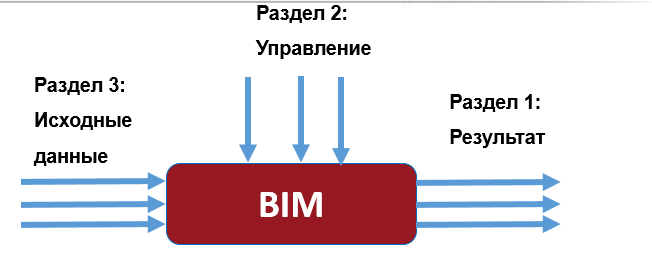 Раздел 2:
Управление
Раздел 3:
Исходные
данные
Раздел 1:
Результат
BIM